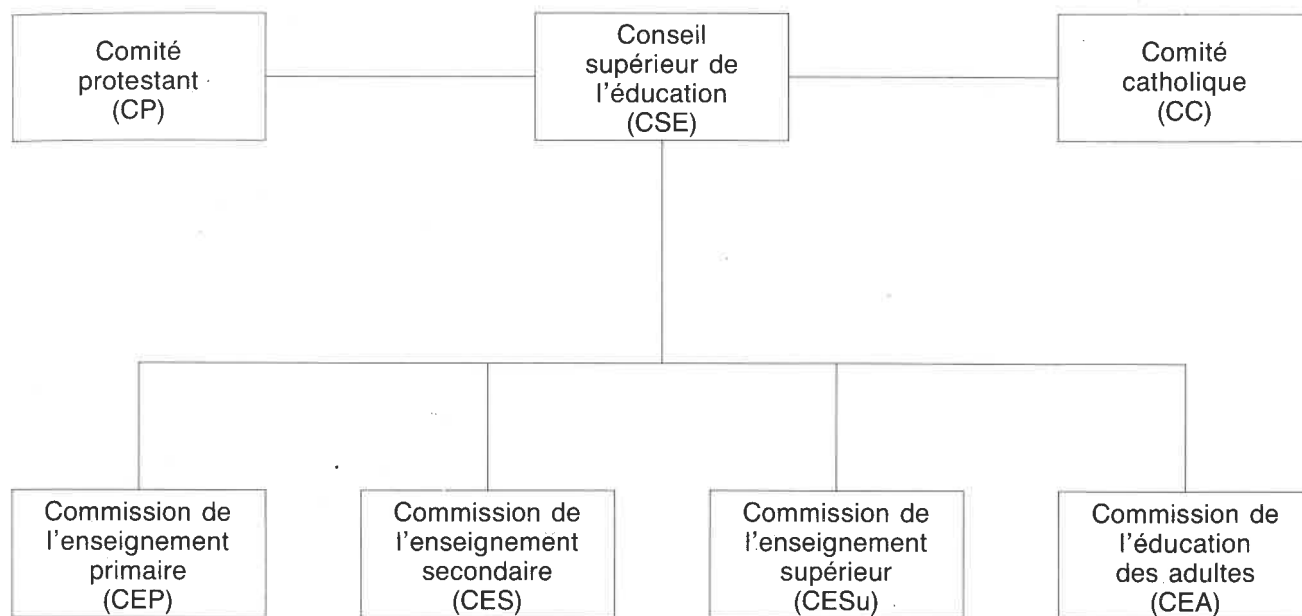 Comité
protestant
(CP)
Conseil
supérieur de
l'éducation
(CSE)
Comité
catholique
(CC)
Commission de
l'enseignement
primaire
(CEP)
Commission de
l'enseignement
secondaire
(CES)
Commission de
l'enseignement
supérieur
(CESu)
Commission de
l'éducation
des adultes
(CEA)